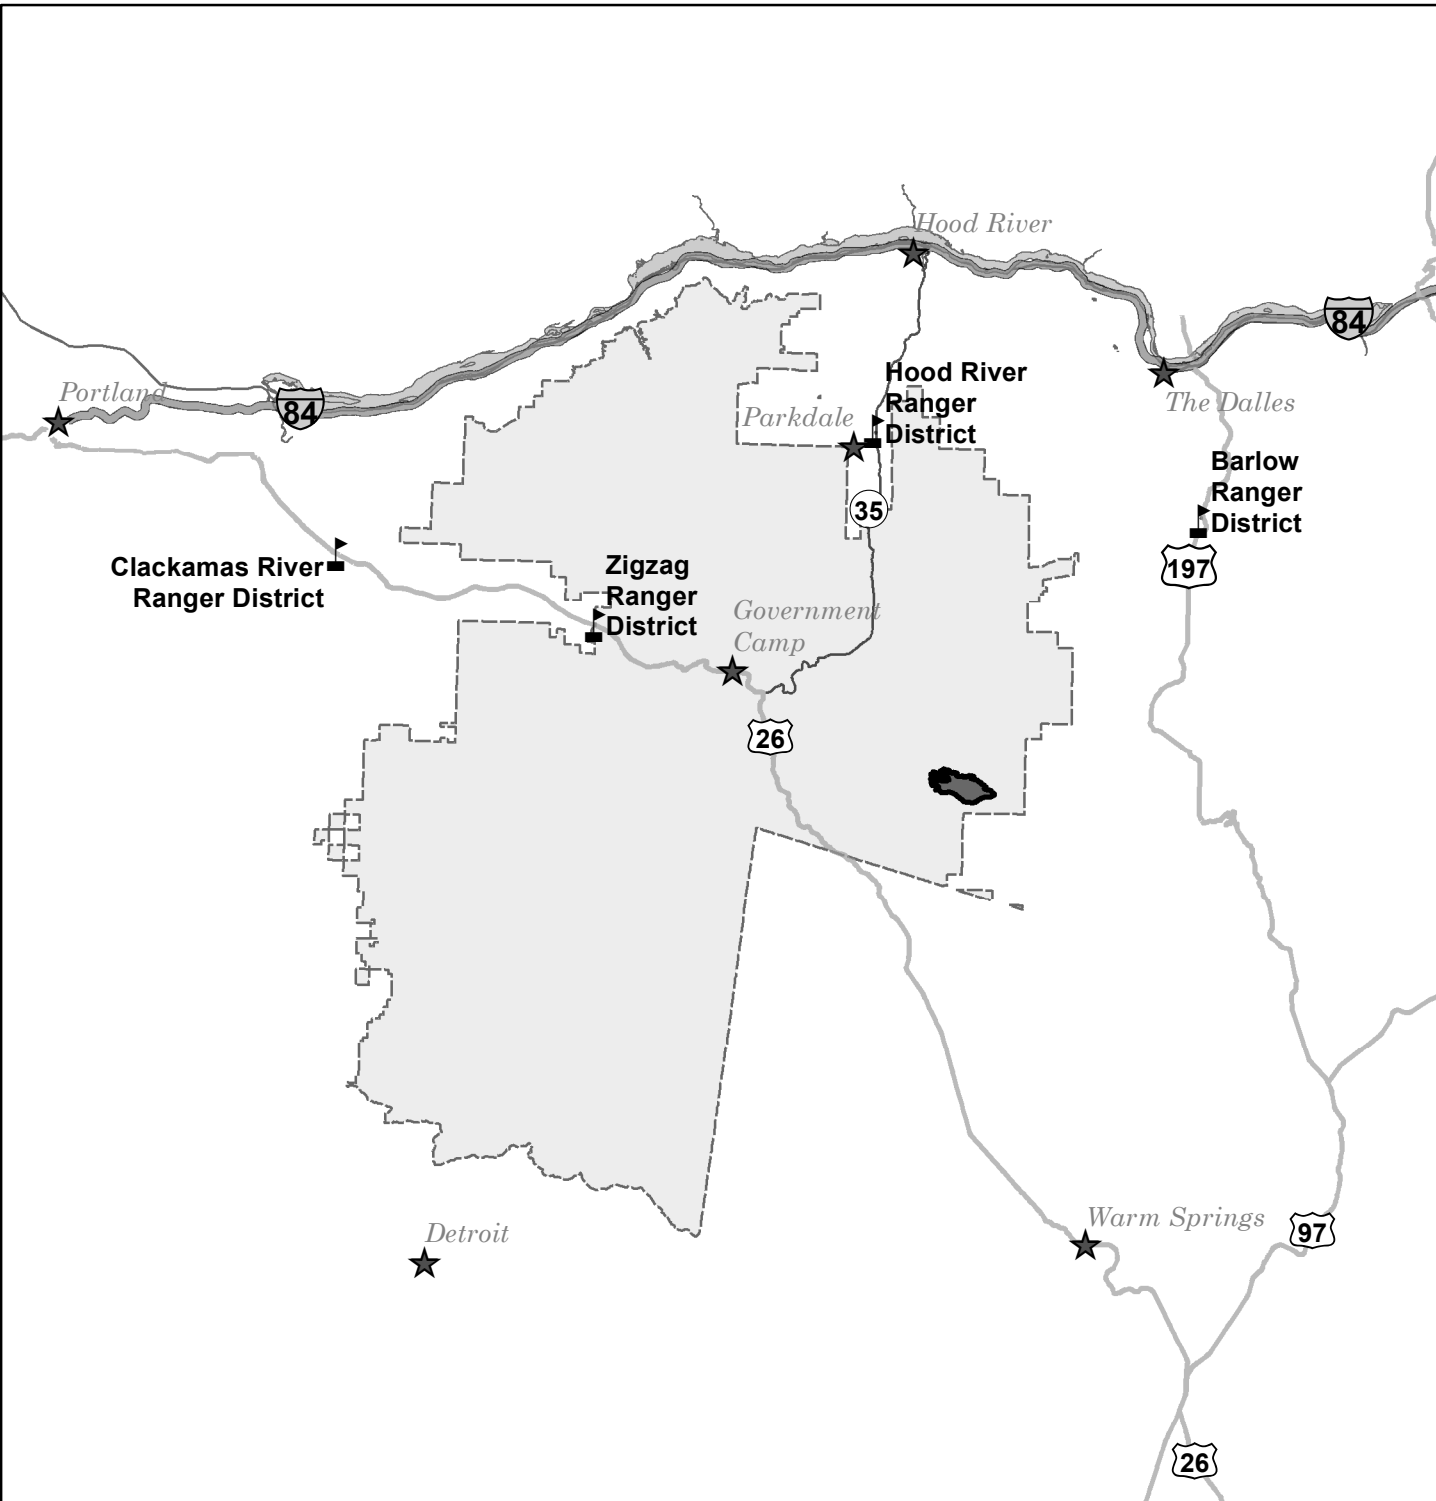 Hood River
84
Portland
84
Hood River
Ranger
District
Parkdale
The Dalles
Barlow
Ranger
District
35
197
Clackamas River
Ranger District
Zigzag
Ranger
District
Government
Camp
26
Warm Springs
97
Detroit
26